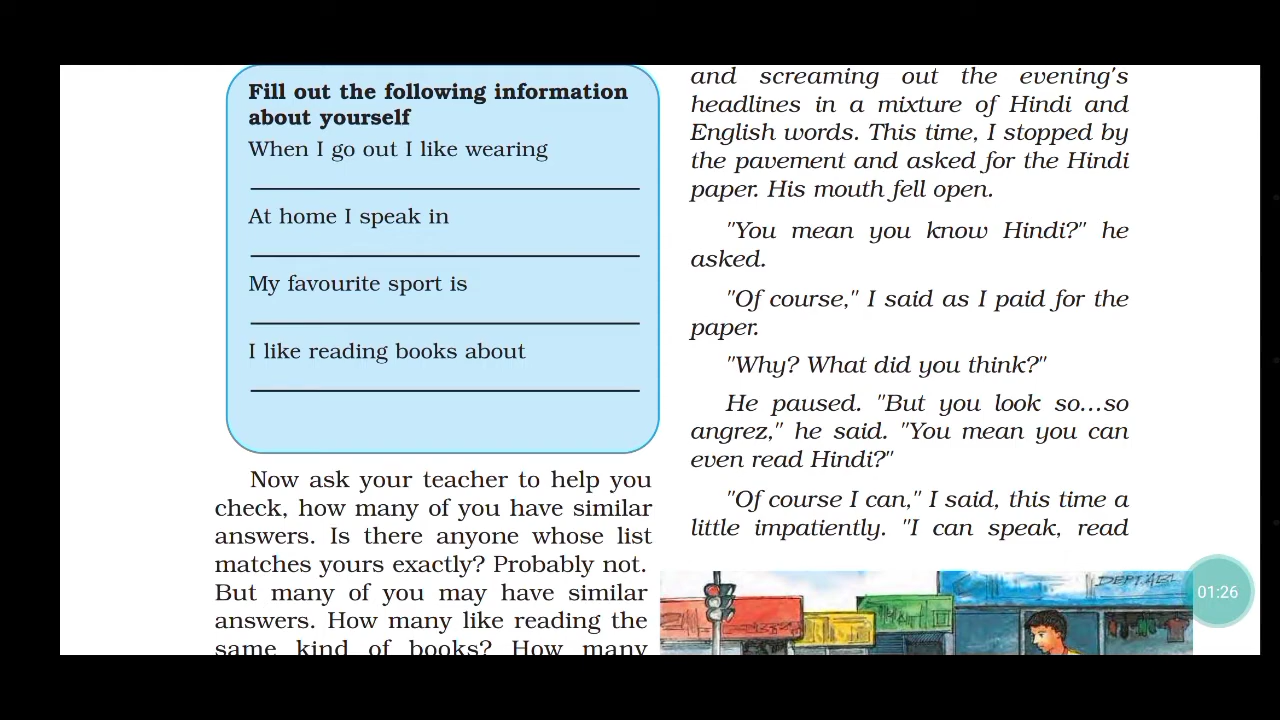 Fill out the following information
about yourself
When I go out I like wearing
At home I speak in
My favourite sport is
I like reading books about
Now ask your teacher to help you
check, how many of you have similar
answers. Is there anyone whose list
matches yours exactly? Probably not.
But many of you may have similar
answers. How many like reading the
same kind of books? How many
and screaming out the evening's
headlines in a mixture of Hindi and
English words. This time, I stopped by
the pavement and asked for the Hindi
paper. His mouth fell open.
"You mean you know Hindi?" he
asked.
"Of course," I said as I paid for the
paper.
"Why? What did you think?"
He paused. "But you look so...so
angrez," he said. "You mean you can
even read Hindi?"
"Of course I can," I said, this time a
little impatiently. "I can speak, read
01:26